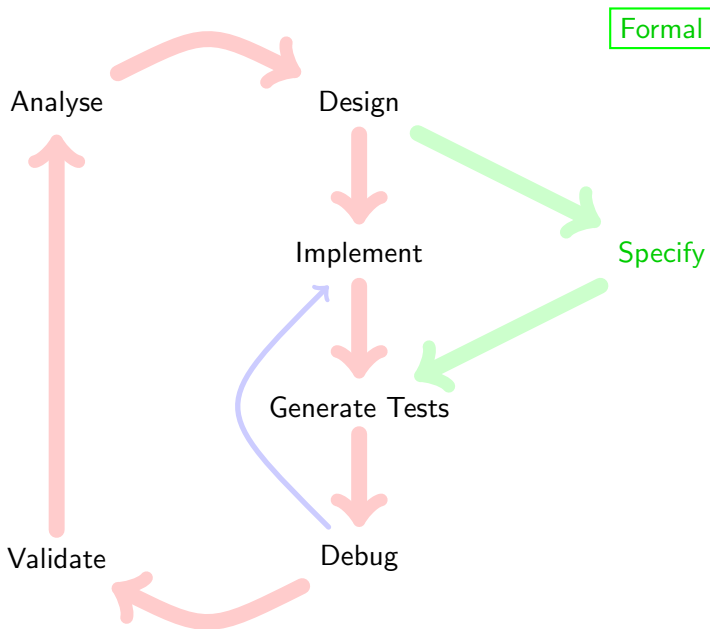 Formal
Analyse
Design
Implement
Specify
Generate Tests
Validate
Debug